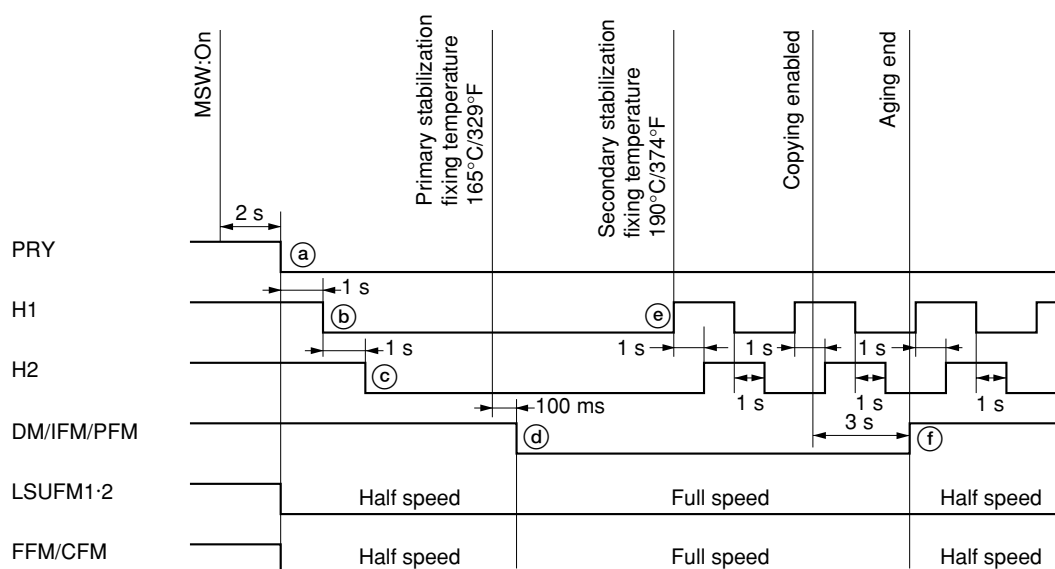 MSW:On
Primary stabilization
fixing temperature
165°C/329°F
Secondary stabilization
fixing temperature
190°C/374°F
Copying enabled
Aging end
2 s
PRY
a
1 s
H1
b
e
1 s
1 s
1 s
1 s
H2
c
1 s
1 s
1 s
100 ms
DM/IFM/PFM
d
3 s
f
LSUFM1·2
Half speed
Full speed
Half speed
FFM/CFM
Half speed
Full speed
Half speed